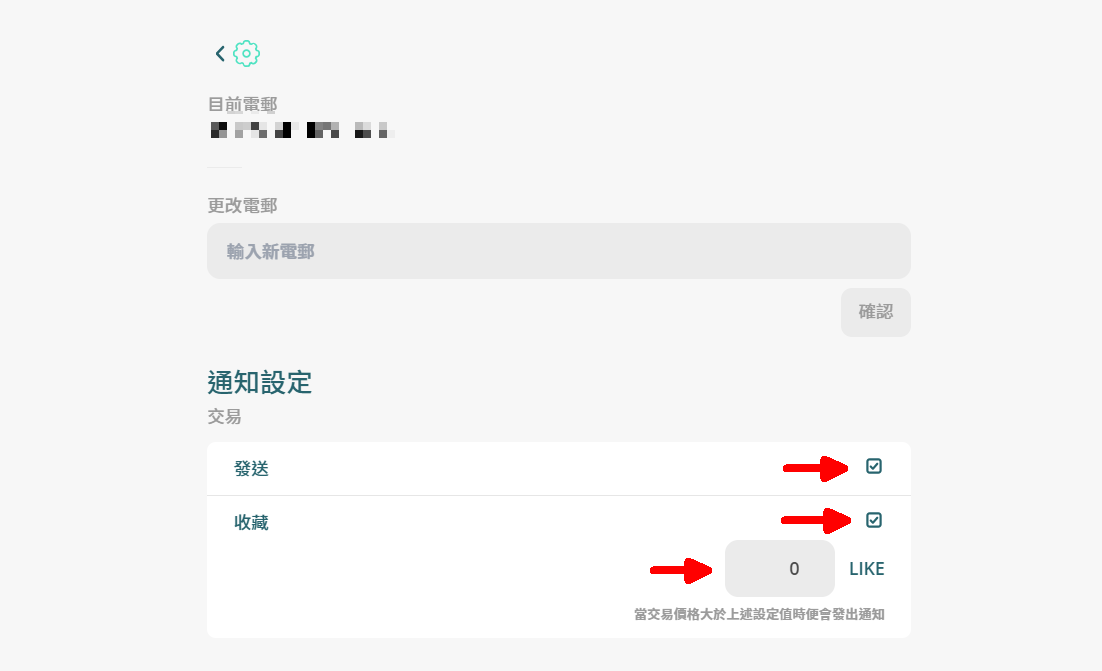 目前電郵
更改電郵
輸入新電郵
確認
通知設定
交易
發送
收藏
0 LIKE
當交易價格大於上述設定值時便會發出通知